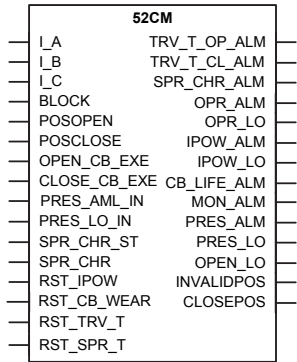 52CM
I_A TRV_T_OP_ALM
I_B TRV_T_CL_ALM
I_C SPR_CHR_ALM
BLOCK OPR_ALM
POSOPEN OPR_LO
POSCLOSE IPOW_ALM
OPEN_CB_EXE IPOW_LO
CLOSE_CB_EXE CB_LIFE_ALM
PRES_AML_IN MON_ALM
PRES_LO_IN PRES_ALM
SPR_CHR_ST PRES_LO
SPR_CHR OPEN_LO
RST_IPOW INVALIDPOS
RST_CB_WEAR CLOSEPOS
RST_TRV_T
RST_SPR_T